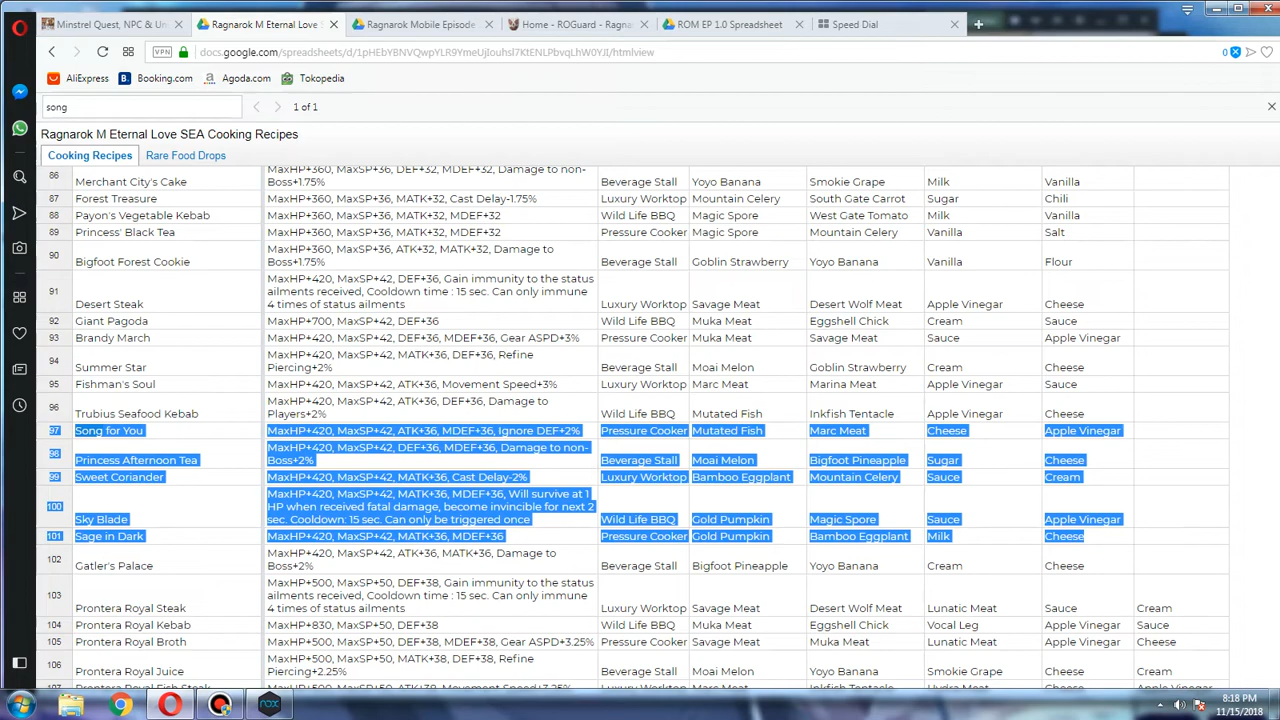 Minstrel Quest, NPC & Un
Ragnarok M Eternal Love S
Ragnarok Mobile Episode
Home - ROGuard - Ragna
ROM EP 1.0 Spreadsheet
Speed Dial
VPN
docs.google.com/spreadsheets/d/1pHEbYBNVQwpYLR9YmeUjIouhsl7KtENLPbvqLhW0YJI/htmlview
0
AliExpress
Booking.com
Agoda.com
Tokopedia
song
1 of 1
Ragnarok M Eternal Love SEA Cooking Recipes
Cooking Recipes
Rare Food Drops
86 Merchant City's Cake MaxHP+360, MaxSP+36, DEF+32, MDEF+32, Damage to non-
Boss+1.75% Beverage Stall Yoyo Banana Smokie Grape Milk Vanilla
87 Forest Treasure MaxHP+360, MaxSP+36, MATK+32, Cast Delay-1.75% Luxury Worktop Mountain Celery South Gate Carrot Sugar Chili
88 Payon's Vegetable Kebab MaxHP+360, MaxSP+36, MATK+32, MDEF+32 Wild Life BBQ Magic Spore West Gate Tomato Milk Vanilla
89 Princess' Black Tea MaxHP+360, MaxSP+36, MATK+32, MDEF+32 Pressure Cooker Magic Spore Mountain Celery Vanilla Salt
90 Bigfoot Forest Cookie MaxHP+360, MaxSP+36, ATK+32, MATK+32, Damage to
Boss+1.75% Beverage Stall Goblin Strawberry Yoyo Banana Vanilla Flour
91 Desert Steak MaxHP+420, MaxSP+42, DEF+36, Gain immunity to the status
ailments received, Cooldown time : 15 sec. Can only immune
4 times of status ailments Luxury Worktop Savage Meat Desert Wolf Meat Apple Vinegar Cheese
92 Giant Pagoda MaxHP+700, MaxSP+42, DEF+36 Wild Life BBQ Muka Meat Eggshell Chick Cream Sauce
93 Brandy March MaxHP+420, MaxSP+42, DEF+36, MDEF+36, Gear ASPD+3% Pressure Cooker Muka Meat Savage Meat Sauce Apple Vinegar
94 Summer Star MaxHP+420, MaxSP+42, MATK+36, DEF+36, Refine
Piercing+2% Beverage Stall Moai Melon Goblin Strawberry Cream Cheese
95 Fishman's Soul MaxHP+420, MaxSP+42, ATK+36, Movement Speed+3% Luxury Worktop Marc Meat Marina Meat Apple Vinegar Sauce
96 Trubius Seafood Kebab MaxHP+420, MaxSP+42, ATK+36, DEF+36, Damage to
Players+2% Wild Life BBQ Mutated Fish Inkfish Tentacle Apple Vinegar Cheese
97 Song for You MaxHP+420, MaxSP+42, ATK+36, MDEF+36, Ignore DEF+2% Pressure Cooker Mutated Fish Marc Meat Cheese Apple Vinegar
98 Princess Afternoon Tea MaxHP+420, MaxSP+42, DEF+36, MDEF+36, Damage to non-
Boss+2% Beverage Stall Moai Melon Bigfoot Pineapple Sugar Cheese
99 Sweet Coriander MaxHP+420, MaxSP+42, MATK+36, Cast Delay-2% Luxury Worktop Bamboo Eggplant Mountain Celery Sauce Cream
100 Sky Blade MaxHP+420, MaxSP+42, MATK+36, MDEF+36, Will survive at 1
HP when received fatal damage, become invincible for next 2
sec. Cooldown: 15 sec. Can only be triggered once Wild Life BBQ Gold Pumpkin Magic Spore Sauce Apple Vinegar
101 Sage in Dark MaxHP+420, MaxSP+42, MATK+36, MDEF+36 Pressure Cooker Gold Pumpkin Bamboo Eggplant Milk Cheese
102 Gatler's Palace MaxHP+420, MaxSP+42, ATK+36, MATK+36, Damage to
Boss+2% Beverage Stall Bigfoot Pineapple Yoyo Banana Cream Cheese
103 Prontera Royal Steak MaxHP+500, MaxSP+50, DEF+38, Gain immunity to the status
ailments received, Cooldown time : 15 sec. Can only immune
4 times of status ailments Luxury Worktop Savage Meat Desert Wolf Meat Lunatic Meat Sauce Cream
104 Prontera Royal Kebab MaxHP+830, MaxSP+50, DEF+38 Wild Life BBQ Muka Meat Eggshell Chick Vocal Leg Apple Vinegar Sauce
105 Prontera Royal Broth MaxHP+500, MaxSP+50, DEF+38, MDEF+38, Gear ASPD+3.25% Pressure Cooker Savage Meat Muka Meat Lunatic Meat Apple Vinegar Cheese
106 Prontera Royal Juice MaxHP+500, MaxSP+50, MATK+38, DEF+38, Refine
Piercing+2.25% Beverage Stall Moai Melon Yoyo Banana Smokie Grape Cheese Cream
nox
8:18 PM
11/15/2018